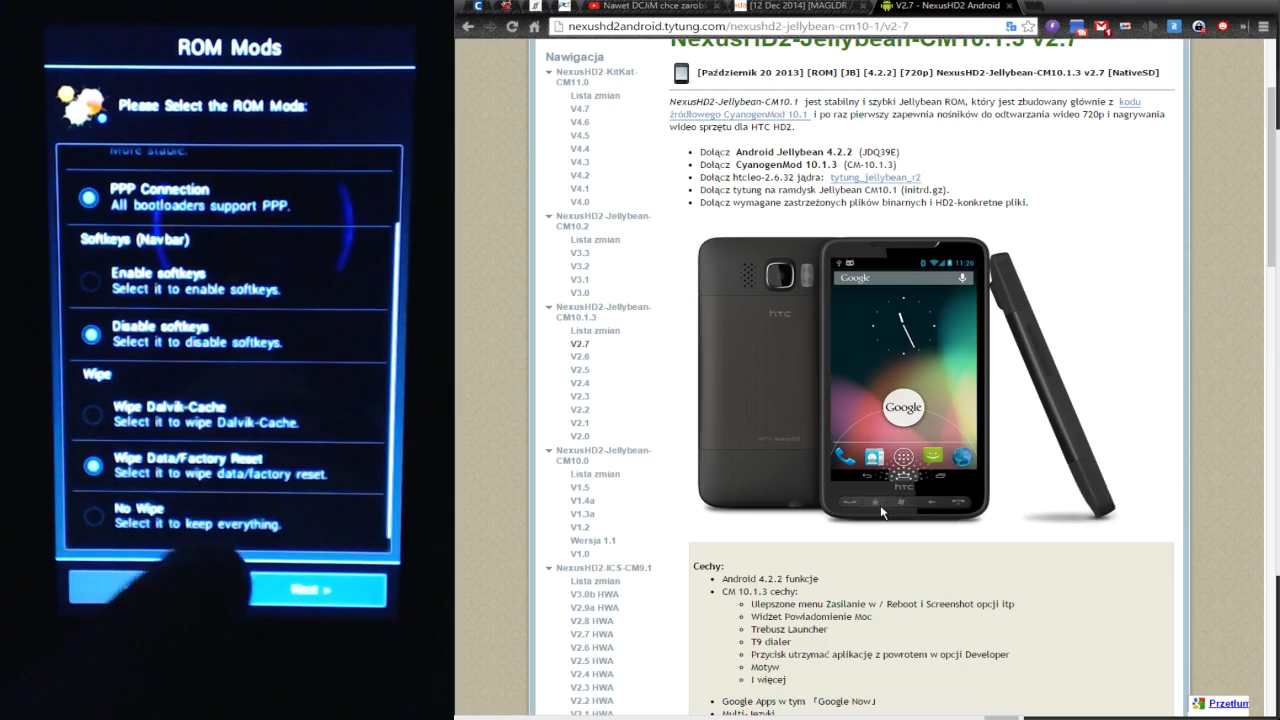 ROM Mods
Please Select the ROM Mods:
More stable.
PPP Connection
All bootloaders support PPP.
Softkeys (Navbar)
Enable softkeys
Select it to enable softkeys.
Disable softkeys
Select it to disable softkeys.
Wipe
Wipe Dalvik-Cache
Select it to wipe Dalvik-Cache.
Wipe Data/Factory Reset
Select it to wipe data/factory reset.
No Wipe
Select it to keep everything.
Next >
Nawet DCJiM chce zarob
[12 Dec 2014] [MAGLDR
V2.7 - NexusHD2 Android
nexushd2android.tytung.com/nexushd2-jellybean-cm10-1/v2-7
Nawigacja
NexusHD2-KitKat-
CM11.0
Lista zmian
V4.7
V4.6
V4.5
V4.4
V4.3
V4.2
V4.1
V4.0
NexusHD2-Jellybean-
CM10.2
Lista zmian
V3.3
V3.2
V3.1
V3.0
NexusHD2-Jellybean-
CM10.1.3
Lista zmian
V2.7
V2.6
V2.5
V2.4
V2.3
V2.2
V2.1
V2.0
NexusHD2-Jellybean-
CM10.0
Lista zmian
V1.5
V1.4a
V1.3a
V1.2
Wersja 1.1
V1.0
NexusHD2-ICS-CM9.1
Lista zmian
V3.0b HWA
V2.9a HWA
V2.8 HWA
V2.7 HWA
V2.6 HWA
V2.5 HWA
V2.4 HWA
V2.3 HWA
V2.2 HWA
V2.1 HWA
NexusHD2-Jellybean-CM10.1.3 V2.7
[Październik 20 2013] [ROM] [JB] [4.2.2] [720p] NexusHD2-Jellybean-CM10.1.3 v2.7 [NativeSD]
NexusHD2-Jellybean-CM10.1 jest stabilny i szybki Jellybean ROM, który jest zbudowany głównie z kodu
źródłowego CyanogenMod 10.1 i po raz pierwszy zapewnia nośników do odtwarzania wideo 720p i nagrywania
wideo sprzętu dla HTC HD2.
Dołącz Android Jellybean 4.2.2 (JDQ39E)
Dołącz CyanogenMod 10.1.3 (CM-10.1.3)
Dołącz htcleo-2.6.32 jądra: tytung_jellybean_r2
Dołącz tytung na ramdysk Jellybean CM10.1 (initrd.gz).
Dołącz wymagane zastrzeżonych plików binarnych i HD2-konkretne pliki.
11:26
Google
hTC
Google
hTC
Cechy:
Android 4.2.2 funkcje
CM 10.1.3 cechy:
Ulepszone menu Zasilanie w / Reboot i Screenshot opcji itp
Widżet Powiadomienie Moc
Trebusz Launcher
T9 dialer
Przycisk utrzymać aplikację z powrotem w opcji Developer
Motyw
I więcej
Google Apps w tym 「Google Now」
Multi-Języki
Przetłum